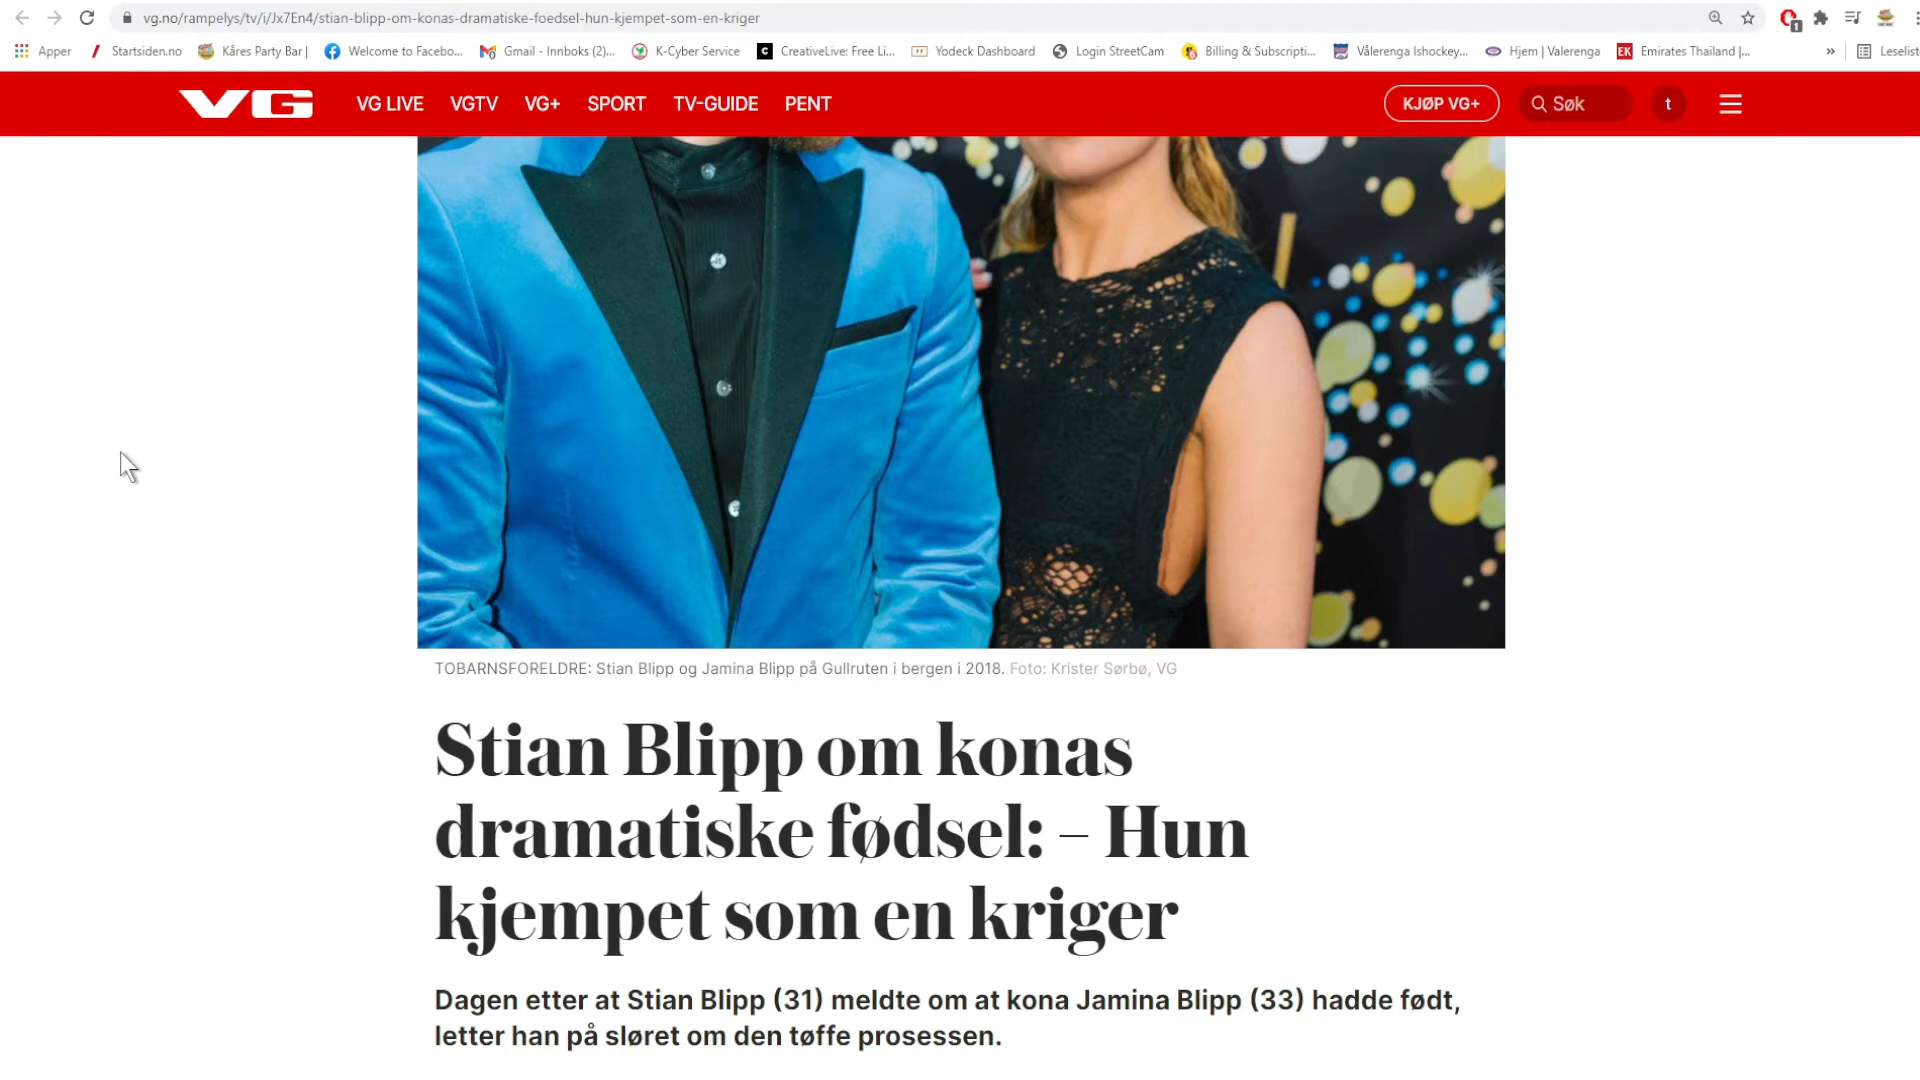 vg.no/rampelys/tv/i/Jx7En4/stian-blipp-om-konas-dramatiske-foedsel-hun-kjempet-som-en-kriger
1
Apper Startsiden.no Kåres Party Bar | Welcome to Facebo... Gmail - Innboks (2)... K-Cyber Service CreativeLive: Free Li... Yodeck Dashboard Login StreetCam Billing & Subscripti... Vålerenga Ishockey... Hjem | Valerenga EK Emirates Thailand |... » Leselist
VG VG LIVE VGTV VG+ SPORT TV-GUIDE PENT KJØP VG+ Søk t
TOBARNSFORELDRE: Stian Blipp og Jamina Blipp på Gullruten i bergen i 2018. Foto: Krister Sørbø, VG
Stian Blipp om konas
dramatiske fødsel: – Hun
kjempet som en kriger
Dagen etter at Stian Blipp (31) meldte om at kona Jamina Blipp (33) hadde født,
letter han på sløret om den tøffe prosessen.